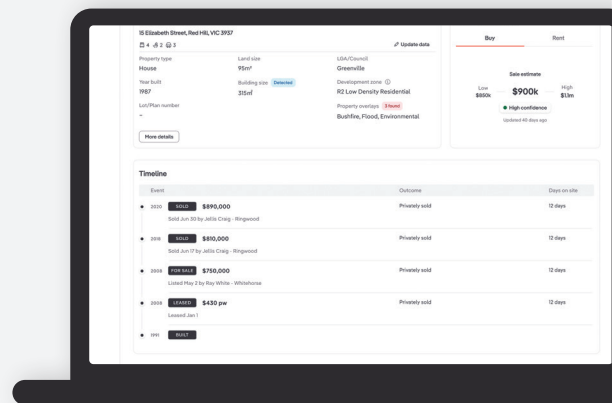 15 Elizabeth Street, Red Hill, VIC 3937
4 2 3
Update data
Property type
Land size
LGA/Council
House
95m²
Greenville
Year built
Building size Detected
Development zone
1987
315㎡
R2 Low Density Residential
Lot/Plan number
Property overlays 3 found
–
Bushfire, Flood, Environmental
More details
Buy Rent
Sale estimate
Low
$850k
$900k
High
$1.1m
High confidence
Updated 40 days ago
Timeline
Event Outcome Days on site
2020 SOLD $890,000 Privately sold 12 days
Sold Jun 30 by Jellis Craig - Ringwood
2018 SOLD $810,000 Privately sold 12 days
Sold Jun 17 by Jellis Craig - Ringwood
2008 FOR SALE $750,000 Privately sold 12 days
Listed May 2 by Ray White - Whitehorse
2008 LEASED $430 pw Privately sold 12 days
Leased Jan 1
1991 BUILT